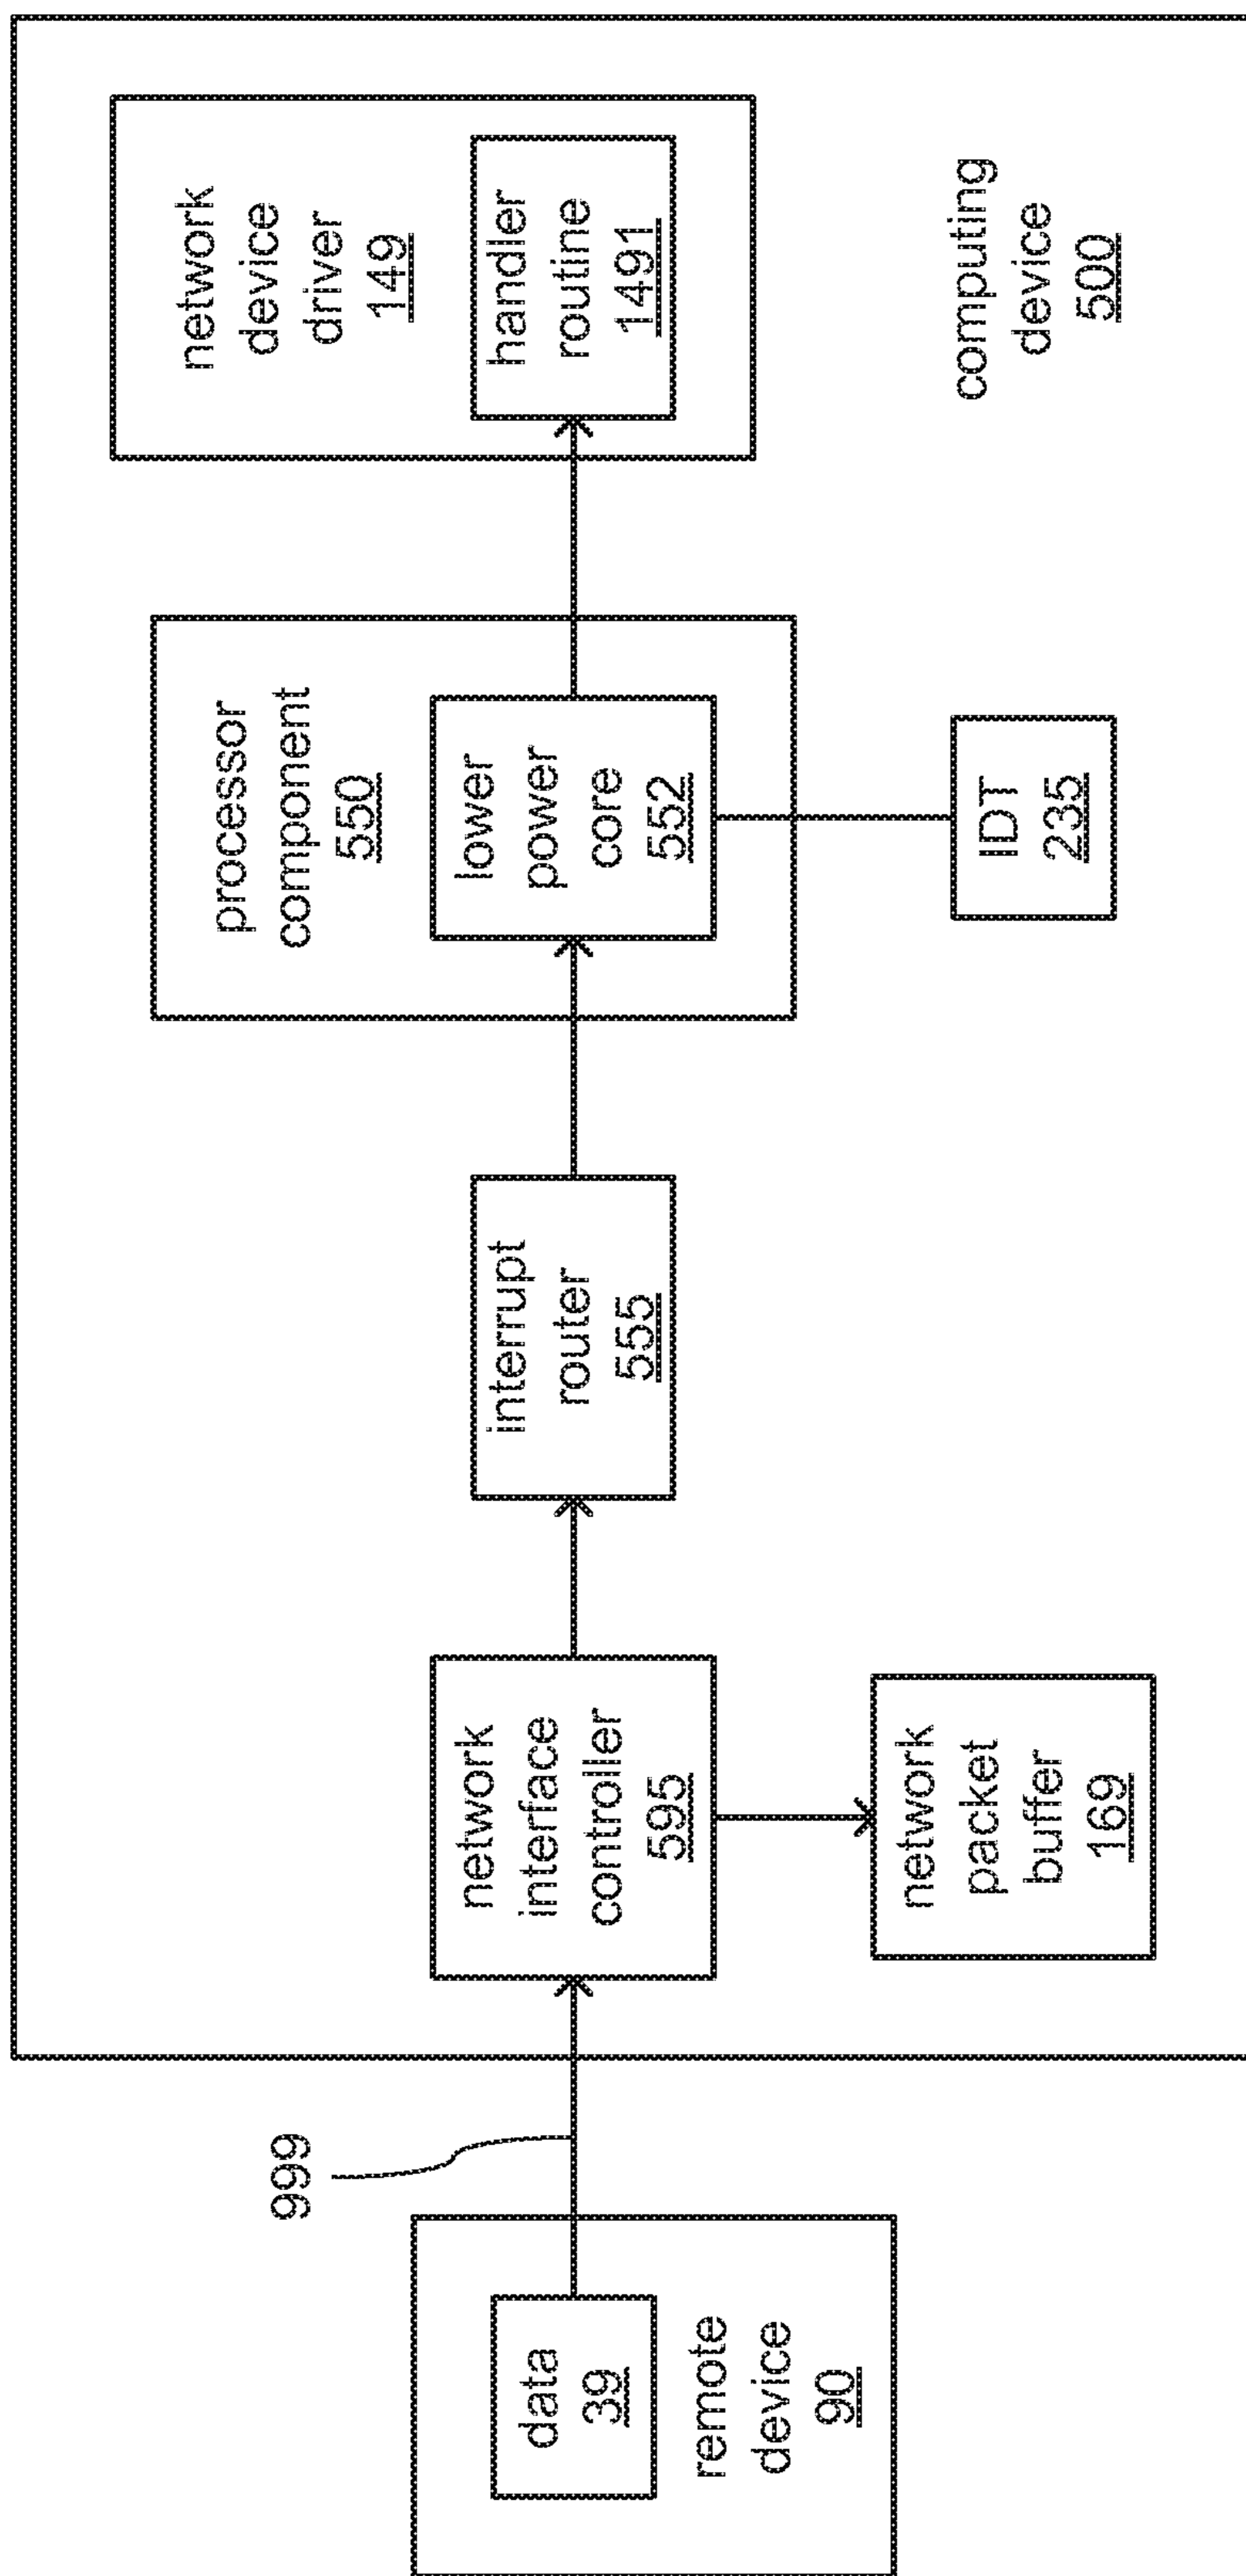 data
39
remote
device
90
999
network
interface
controller
595
network
packet
buffer
169
interrupt
router
555
processor
component
550
lower
power
core
552
IDT
235
network
device
driver
149
handler
routine
1491
computing
device
500